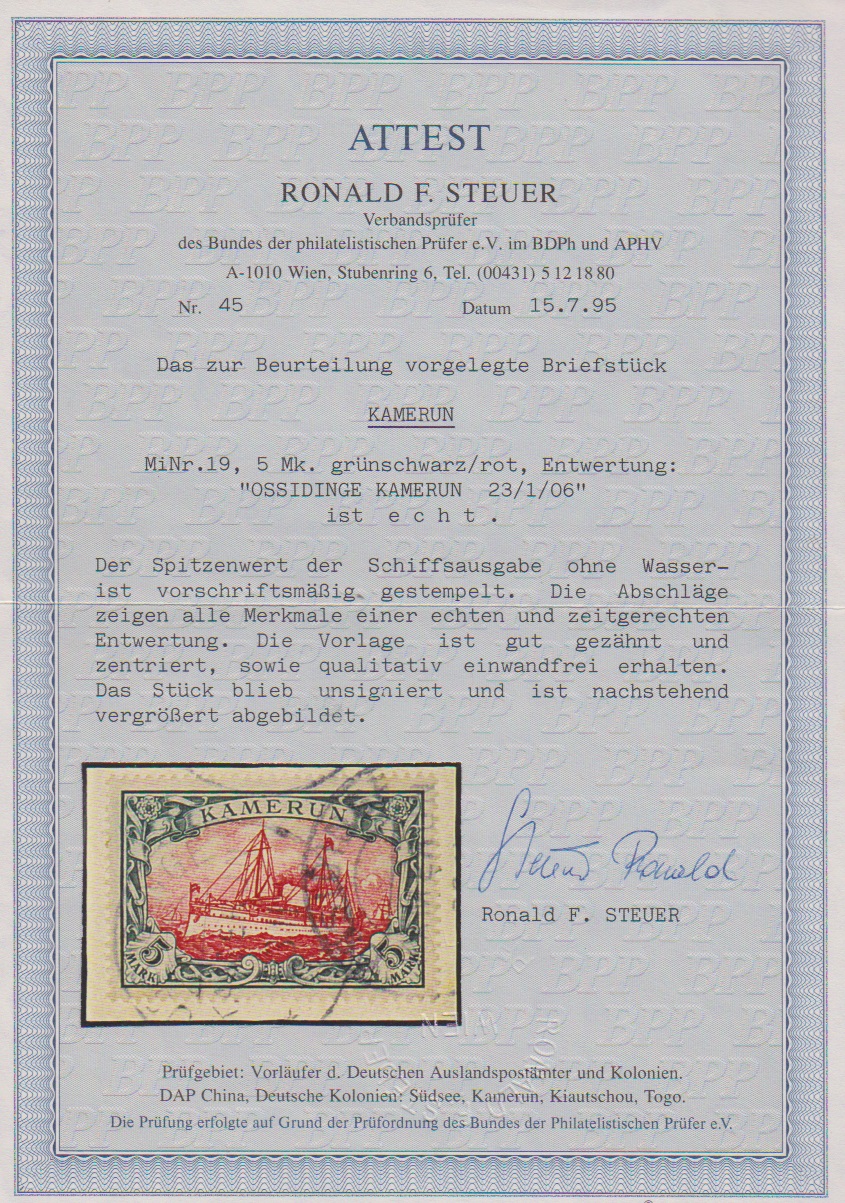 ATTEST
RONALD F. STEUER
Verbandsprüfer
des Bundes der philatelistischen Prüfer e.V. im BDPh und APHV
A-1010 Wien, Stubenring 6, Tel. (00431) 5 12 18 80
Nr. 45 Datum 15.7.95
Das zur Beurteilung vorgelegte Briefstück
KAMERUN
MiNr.19, 5 Mk. grünschwarz/rot, Entwertung:
"OSSIDINGE KAMERUN 23/1/06"
ist e c h t .
Der Spitzenwert der Schiffsausgabe ohne Wasser-
ist vorschriftsmäßig gestempelt. Die Abschläge
zeigen alle Merkmale einer echten und zeitgerechten
Entwertung. Die Vorlage ist gut gezähnt und
zentriert, sowie qualitativ einwandfrei erhalten.
Das Stück blieb unsigniert und ist nachstehend
vergrößert abgebildet.
KAMERUN
5 MARK 5 MARK
Steuer Ronald
Ronald F. STEUER
WIEN RONALD F. STEUER
Prüfgebiet: Vorläufer d. Deutschen Auslandspostämter und Kolonien.
DAP China, Deutsche Kolonien: Südsee, Kamerun, Kiautschou, Togo.
Die Prüfung erfolgte auf Grund der Prüfordnung des Bundes der Philatelistischen Prüfer e.V.